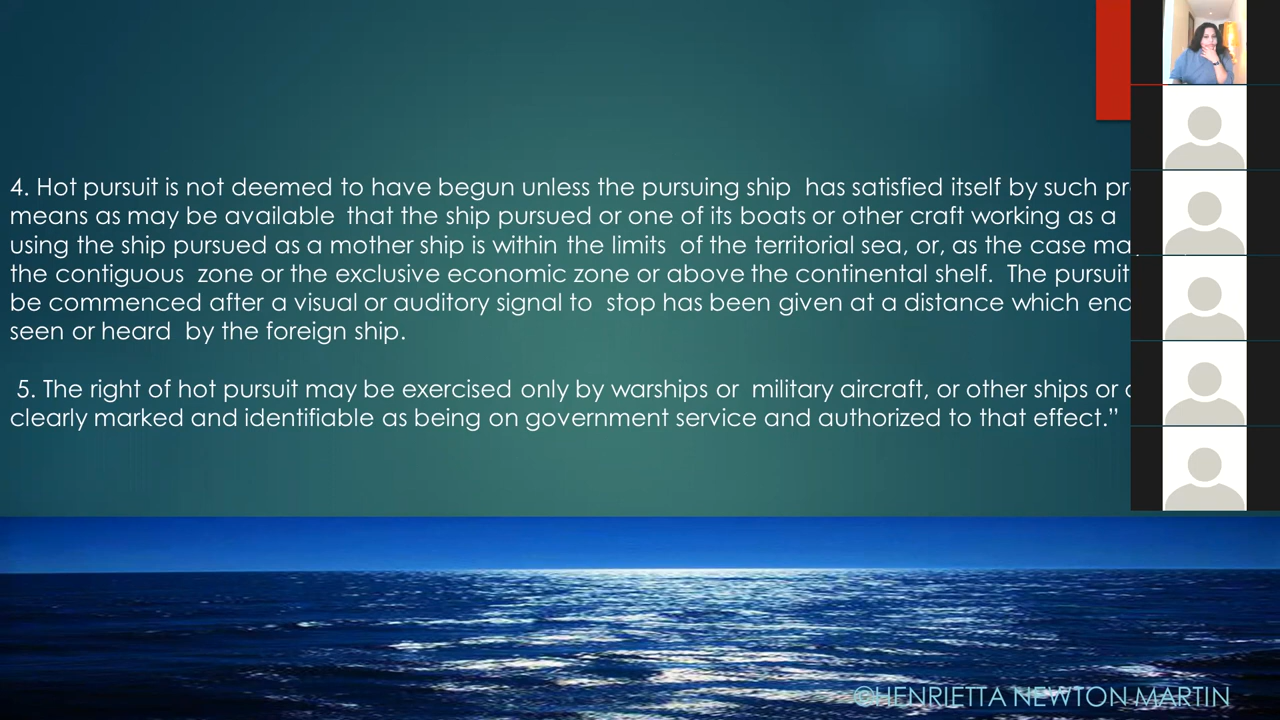 4. Hot pursuit is not deemed to have begun unless the pursuing ship has satisfied itself by such
means as may be available that the ship pursued or one of its boats or other craft working as a
using the ship pursued as a mother ship is within the limits of the territorial sea, or, as the case
the contiguous zone or the exclusive economic zone or above the continental shelf. The pursuit
be commenced after a visual or auditory signal to stop has been given at a distance which
seen or heard by the foreign ship.
5. The right of hot pursuit may be exercised only by warships or military aircraft, or other ships or
clearly marked and identifiable as being on government service and authorized to that effect.”
©HENRIETTA NEWTON MARTIN